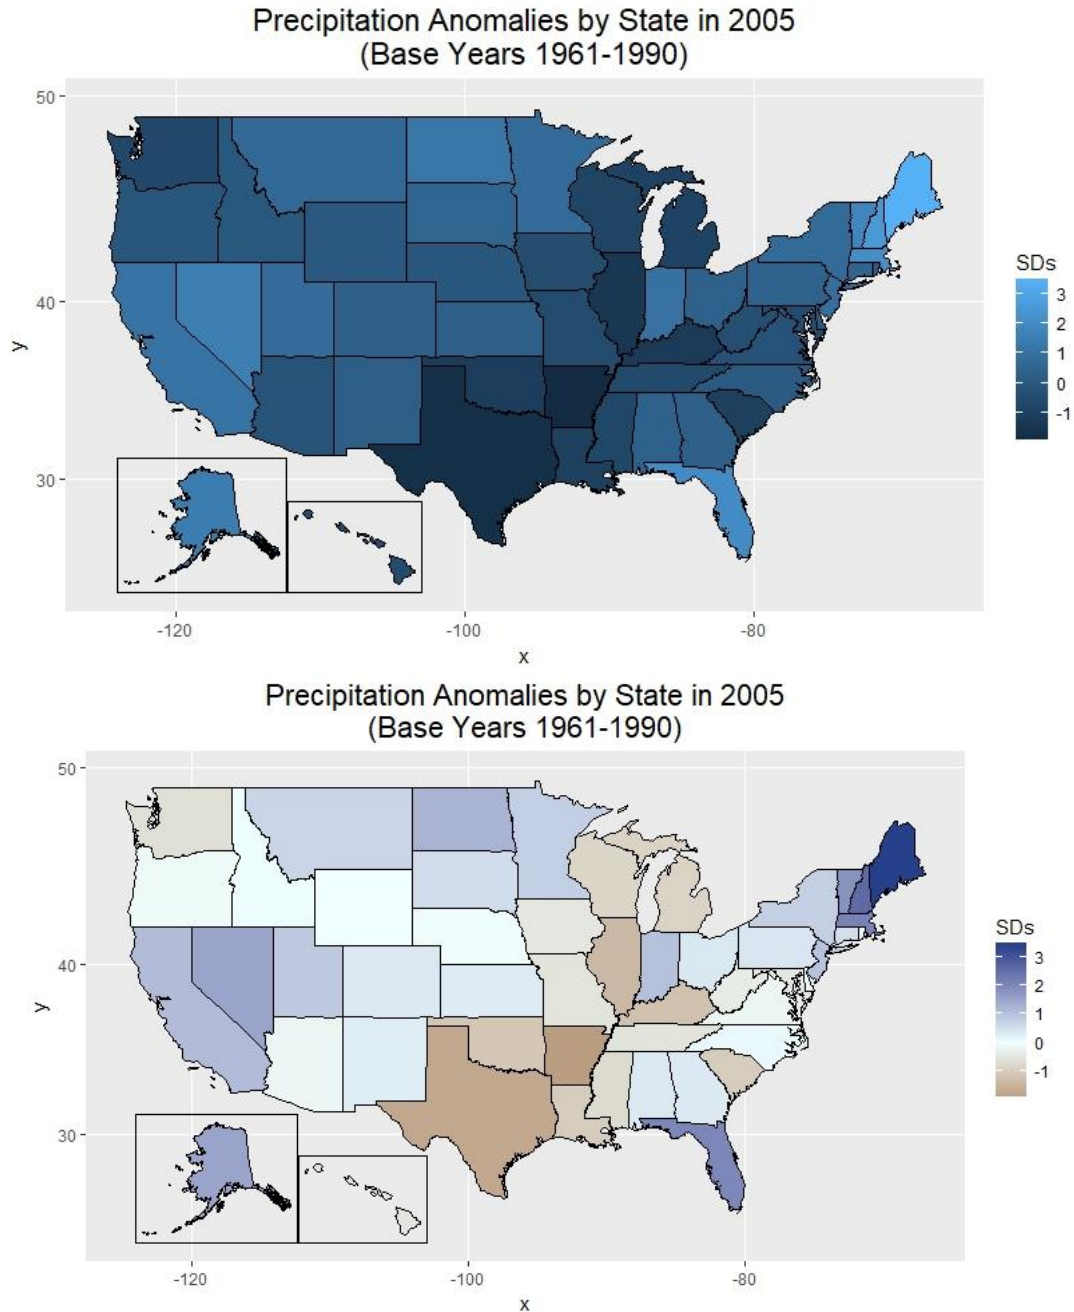 Precipitation Anomalies by State in 2005
(Base Years 1961-1990)
50
40
30
y
-120
-100
-80
x
SDs
3
2
1
0
-1
Precipitation Anomalies by State in 2005
(Base Years 1961-1990)
50
40
30
y
-120
-100
-80
x
SDs
3
2
1
0
-1